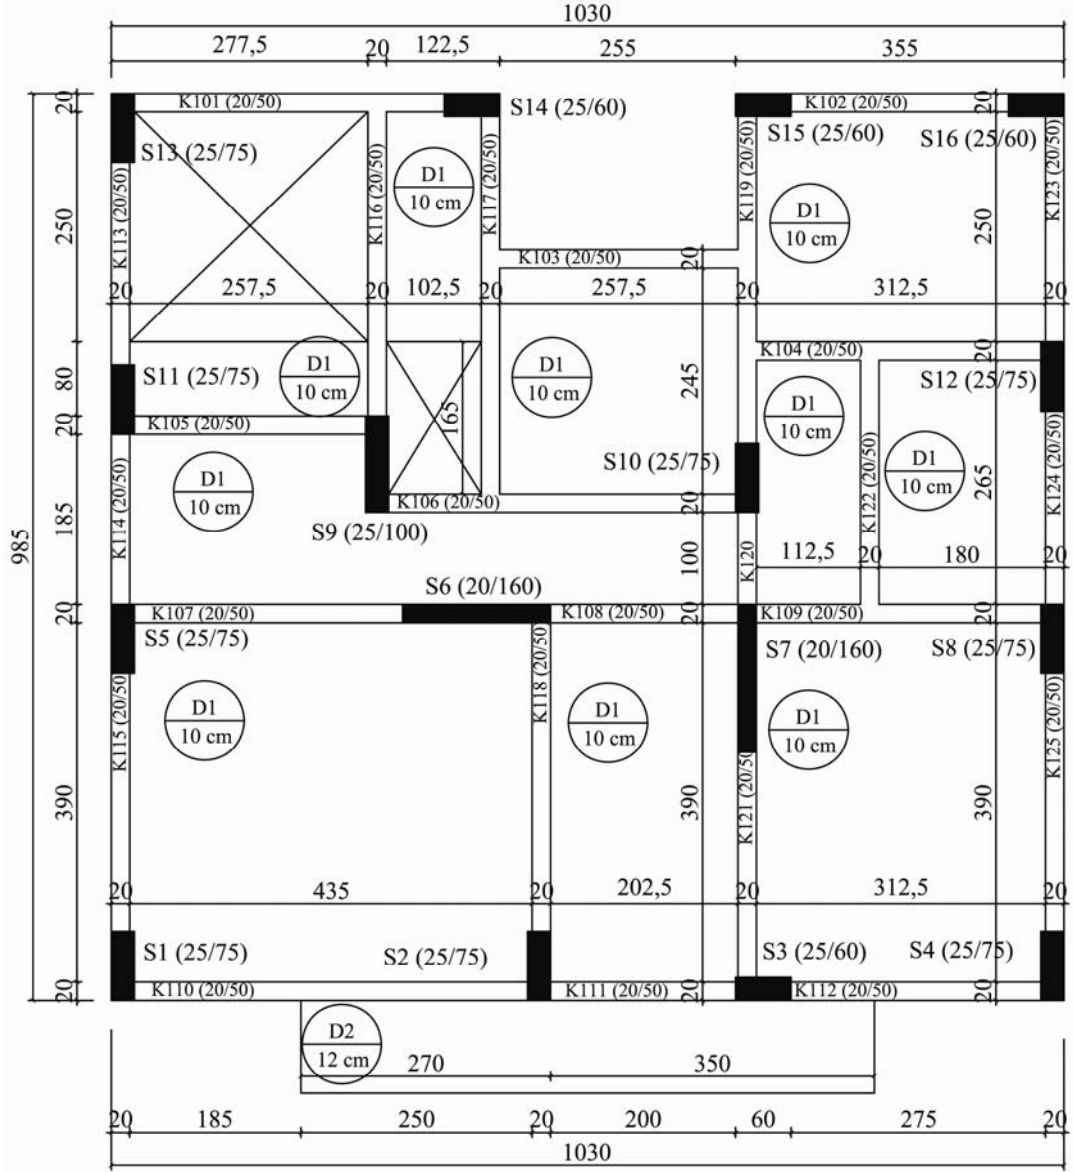 1030
277,5 20 122,5 255 355
20 K101 (20/50) S14 (25/60) K102 (20/50) 20
S13 (25/75) S15 (25/60) S16 (25/60)
K113 (20/50) K116 (20/50) K117 (20/50) K119 (20/50) K123 (20/50)
D1
10 cm
D1
10 cm
250 250
K103 (20/50) 20
20 257,5 20 102,5 20 257,5 20 312,5 20
K104 (20/50) 20
80 S11 (25/75) S12 (25/75)
D1
10 cm
D1
10 cm
245
D1
10 cm
20 K105 (20/50) 165
S10 (25/75)
D1
10 cm
D1
10 cm
K122 (20/50) K124 (20/50) 265
K106 (20/50) 20
985 185 K114 (20/50)
S9 (25/100)
100 K120 112,5 20 180 20
S6 (20/160)
20 K107 (20/50) K108 (20/50) 20 K109 (20/50) 20
S5 (25/75) S7 (20/160) S8 (25/75)
K115 (20/50) K118 (20/50) K121 (20/50 K125 (20/50)
D1
10 cm
D1
10 cm
D1
10 cm
390 390 390
20 435 20 202,5 20 312,5 20
S1 (25/75) S2 (25/75) S3 (25/60) S4 (25/75)
20 K110 (20/50) K111 (20/50) 20 K112 (20/50) 20
D2
12 cm
270 350
20 185 250 20 200 60 275 20
1030